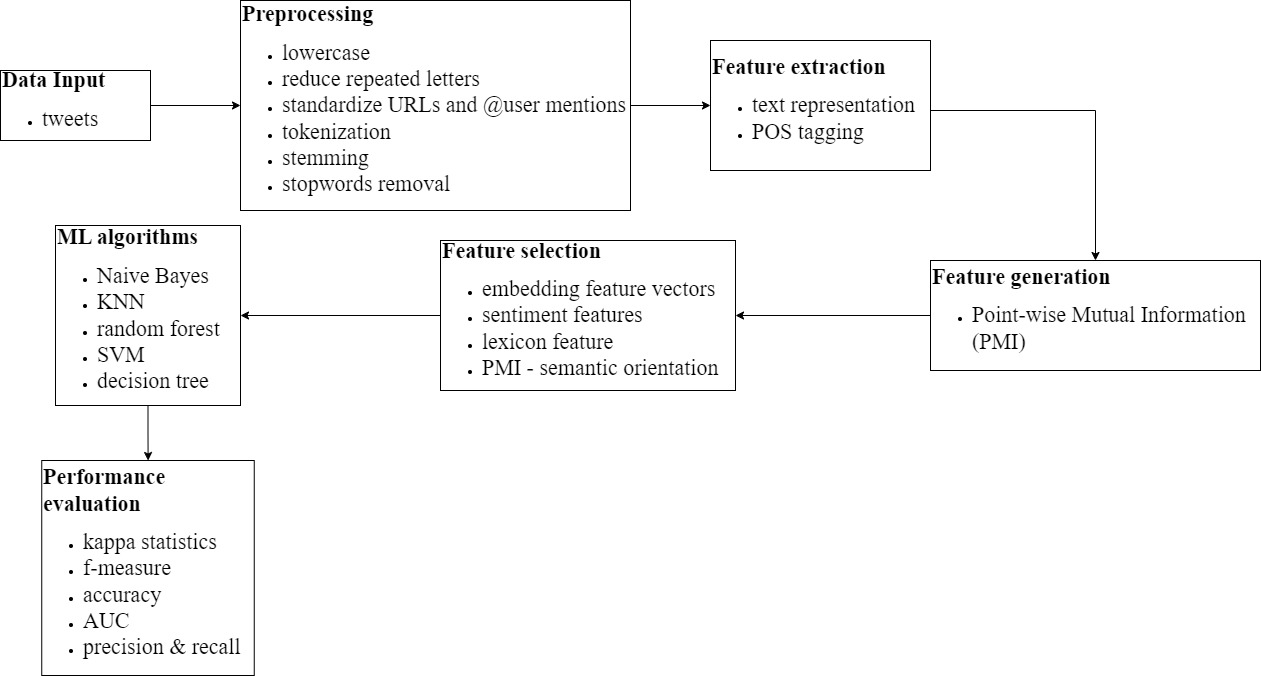 Data Input
tweets
Preprocessing
lowercase
reduce repeated letters
standardize URLs and @user mentions
tokenization
stemming
stopwords removal
Feature extraction
text representation
POS tagging
Feature generation
Point-wise Mutual Information
(PMI)
Feature selection
embedding feature vectors
sentiment features
lexicon feature
PMI - semantic orientation
ML algorithms
Naive Bayes
KNN
random forest
SVM
decision tree
Performance
evaluation
kappa statistics
f-measure
accuracy
AUC
precision & recall